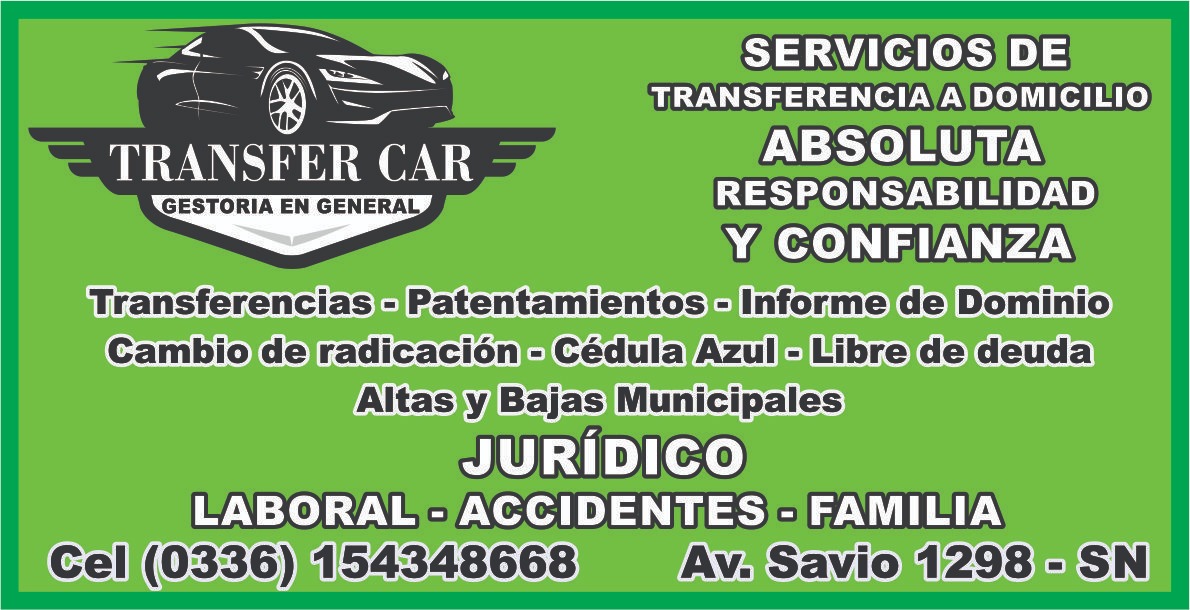 TRANSFER CAR
GESTORIA EN GENERAL
SERVICIOS DE
TRANSFERENCIA A DOMICILIO
ABSOLUTA
RESPONSABILIDAD
Y CONFIANZA
Transferencias - Patentamientos - Informe de Dominio
Cambio de radicación - Cédula Azul - Libre de deuda
Altas y Bajas Municipales
JURÍDICO
LABORAL - ACCIDENTES - FAMILIA
Cel (0336) 154348668 Av. Savio 1298 - SN